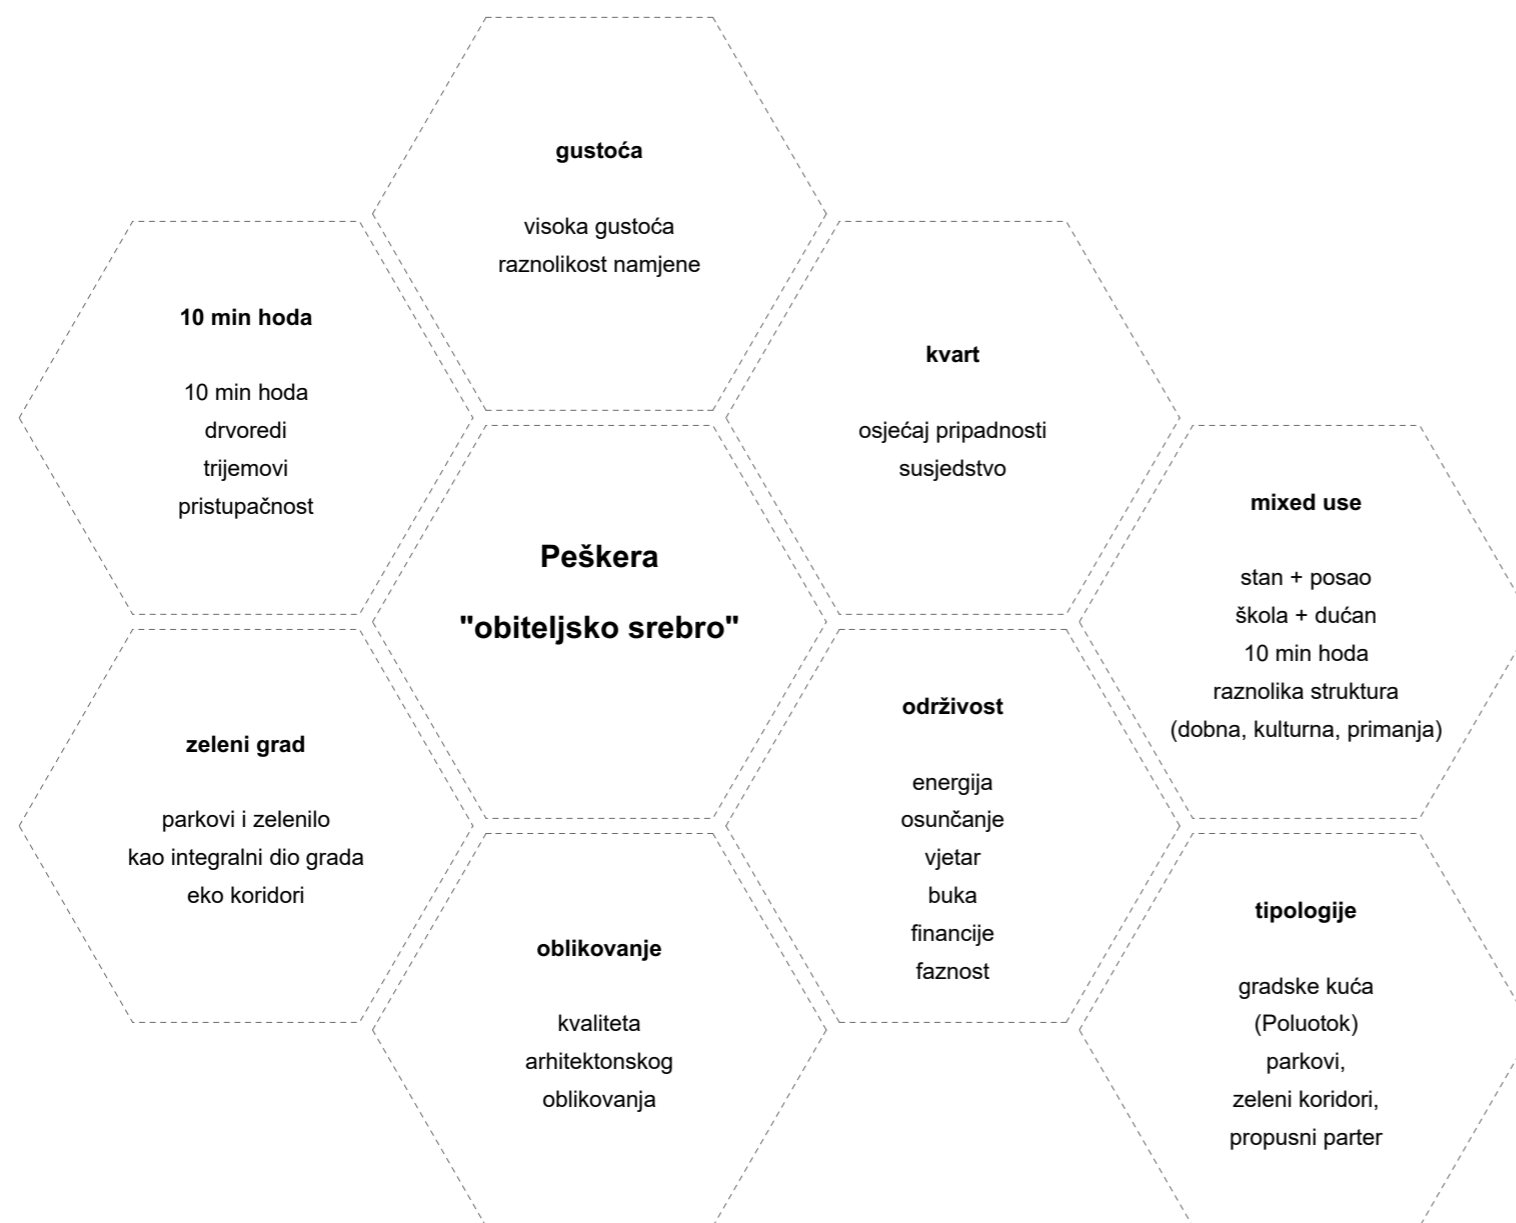 gustoća
visoka gustoća
raznolikost namjene
10 min hoda
10 min hoda
drvoredi
trijemovi
pristupačnost
kvart
osjećaj pripadnosti
susjedstvo
mixed use
stan + posao
škola + dućan
10 min hoda
raznolika struktura
(dobna, kulturna, primanja)
Peškera
"obiteljsko srebro"
zeleni grad
parkovi i zelenilo
kao integralni dio grada
eko koridori
održivost
energija
osunčanje
vjetar
buka
financije
faznost
oblikovanje
kvaliteta
arhitektonskog
oblikovanja
tipologije
gradske kuća
(Poluotok)
parkovi,
zeleni koridori,
propusni parter